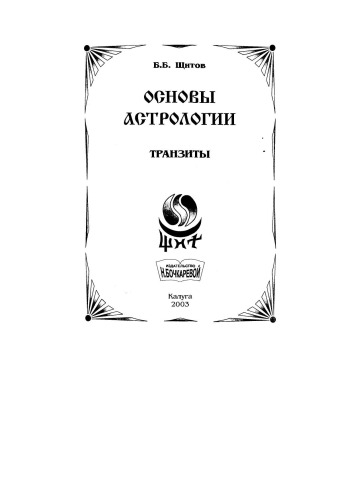 Б.Б. Щитов
ОСНОВЫ
АСТРОЛОГИИ
ТРАНЗИТЫ
ЩИТ
ИЗДАТЕЛЬСТВО
Н.БОЧКАРЕВОЙ
Калуга
2003